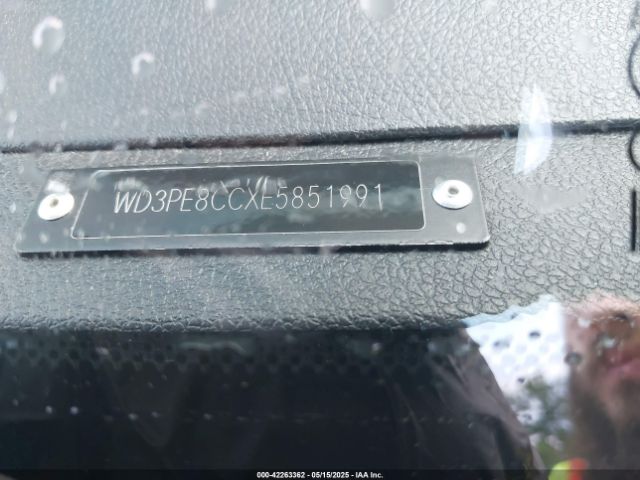 WD3PE8CCXE5851991
000-42263362 - 05/15/2025 - IAA Inc.